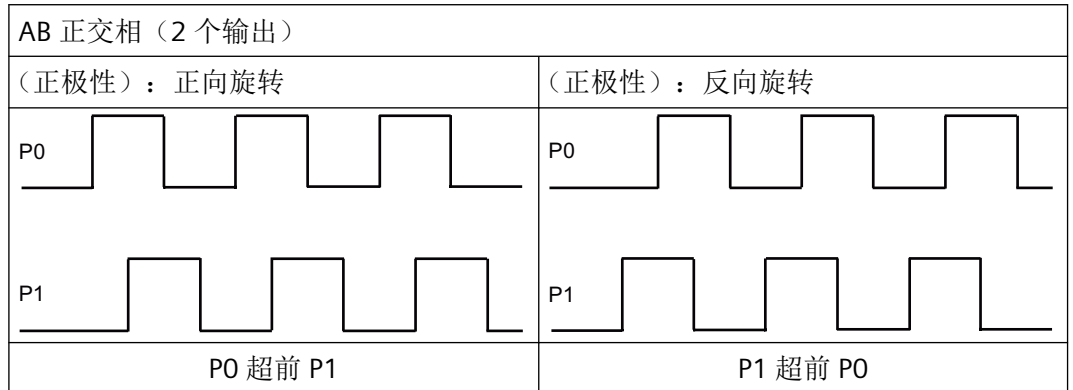 AB 正交相（2 个输出）
（正极性）：正向旋转
（正极性）：反向旋转
P0
P0
P1
P1
P0 超前 P1
P1 超前 P0